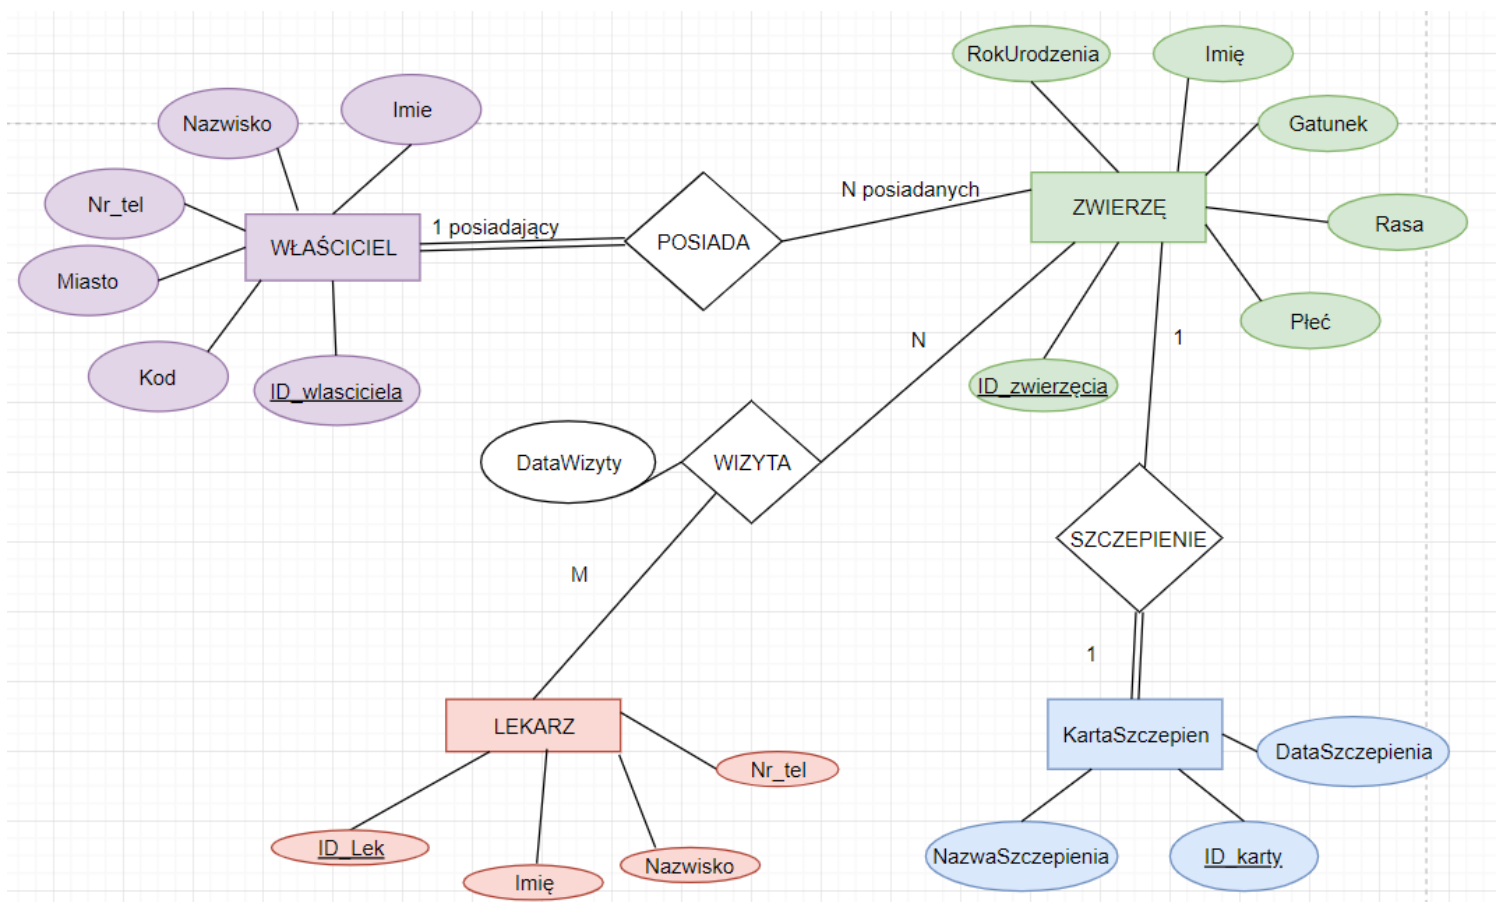 RokUrodzenia
Imię
Nazwisko
Imie
Gatunek
Nr_tel
N posiadanych
ZWIERZĘ
Rasa
1 posiadający
WŁAŚCICIEL
POSIADA
Miasto
Płeć
N
1
Kod
ID_wlasciciela
ID_zwierzęcia
DataWizyty
WIZYTA
SZCZEPIENIE
M
1
LEKARZ
KartaSzczepien
DataSzczepienia
Nr_tel
ID_Lek
Imię
Nazwisko
NazwaSzczepienia
ID_karty